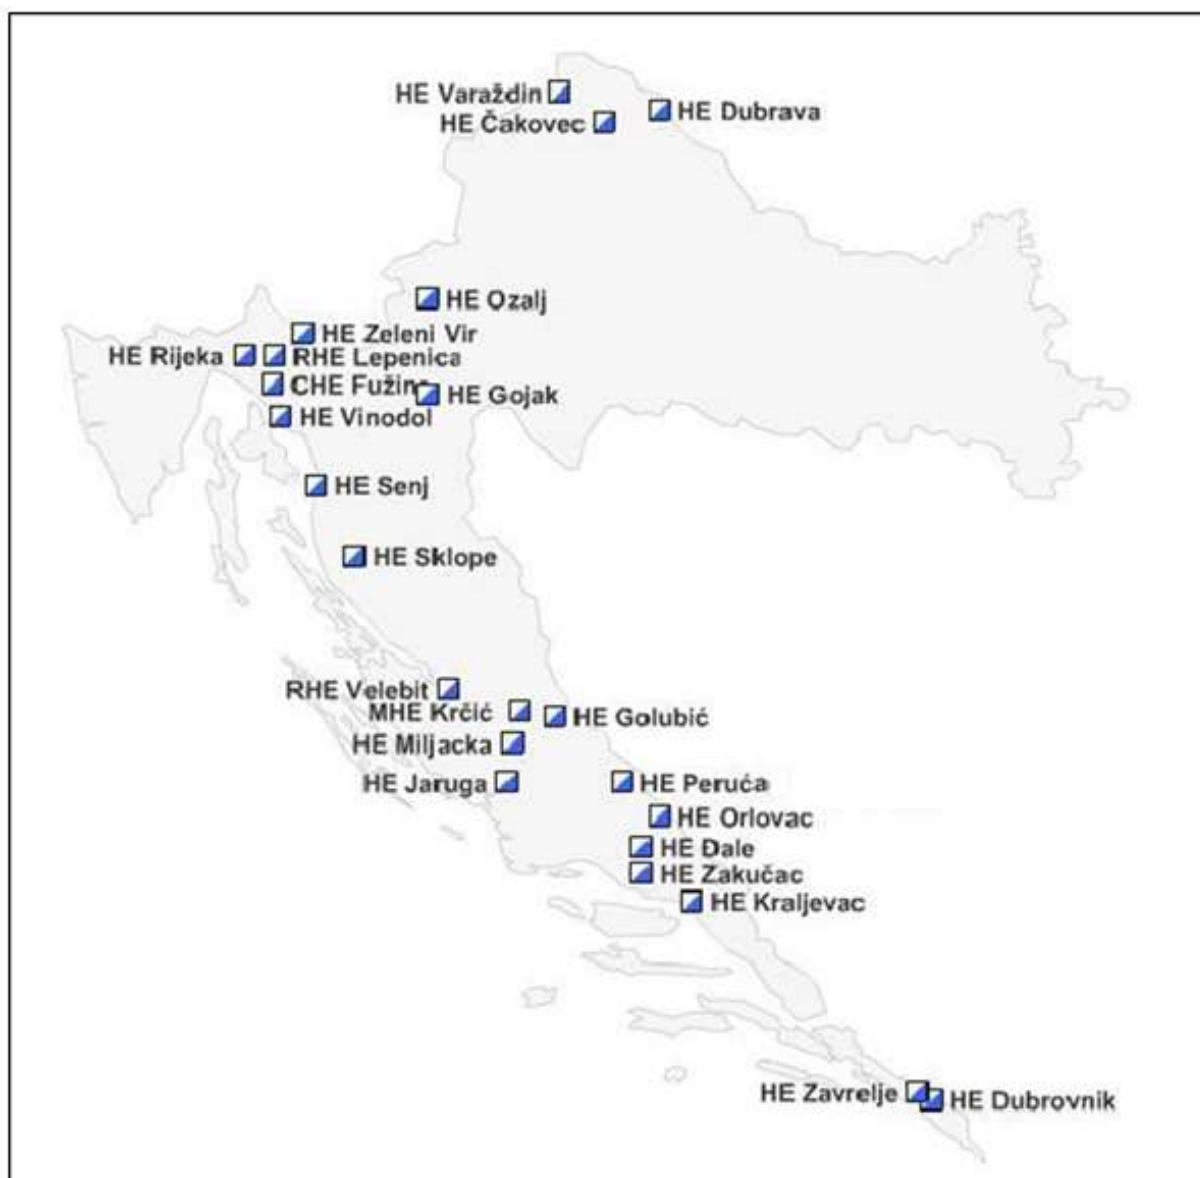 HE Varaždin
HE Čakovec
HE Dubrava
HE Ozalj
HE Zeleni Vir
HE Rijeka
RHE Lepenica
CHE Fužine
HE Gojak
HE Vinodol
HE Senj
HE Sklope
RHE Velebit
MHE Krčić
HE Golubić
HE Miljacka
HE Jaruga
HE Peruća
HE Orlovac
HE Đale
HE Zakučac
HE Kraljevac
HE Zavrelje
HE Dubrovnik